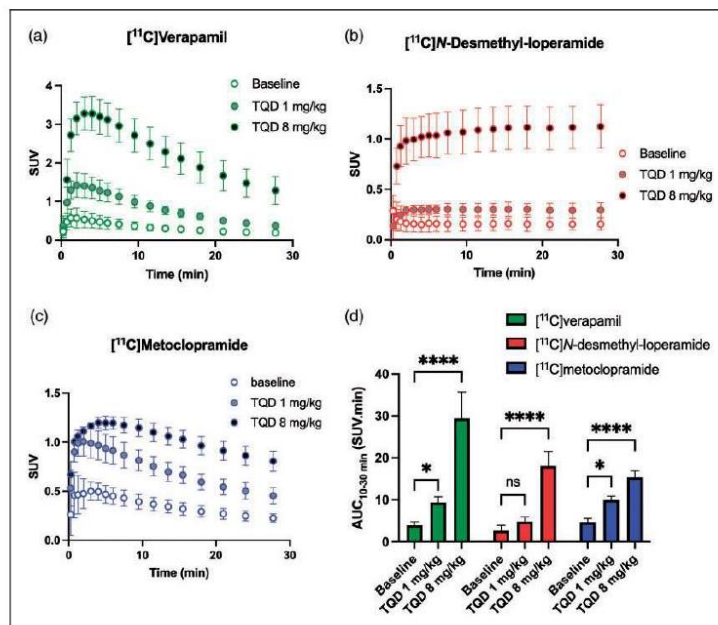 (a)
[¹¹C]Verapamil
Baseline
TQD 1 mg/kg
TQD 8 mg/kg
SUV
4
3
2
1
0
0
10
20
30
Time (min)
(b)
[¹¹C]N-Desmethyl-loperamide
Baseline
TQD 1 mg/kg
TQD 8 mg/kg
SUV
1.5
1.0
0.5
0.0
0
10
20
30
Time (min)
(c)
[¹¹C]Metoclopramide
baseline
TQD 1 mg/kg
TQD 8 mg/kg
SUV
1.5
1.0
0.5
0.0
0
10
20
30
Time (min)
(d)
[¹¹C]verapamil
[¹¹C]N-desmethyl-loperamide
[¹¹C]metoclopramide
AUC10-30 min (SUV.min)
40
30
20
10
0
****
*
****
ns
****
*
Baseline
TQD 1 mg/kg
TQD 8 mg/kg
Baseline
TQD 1 mg/kg
TQD 8 mg/kg
Baseline
TQD 1 mg/kg
TQD 8 mg/kg